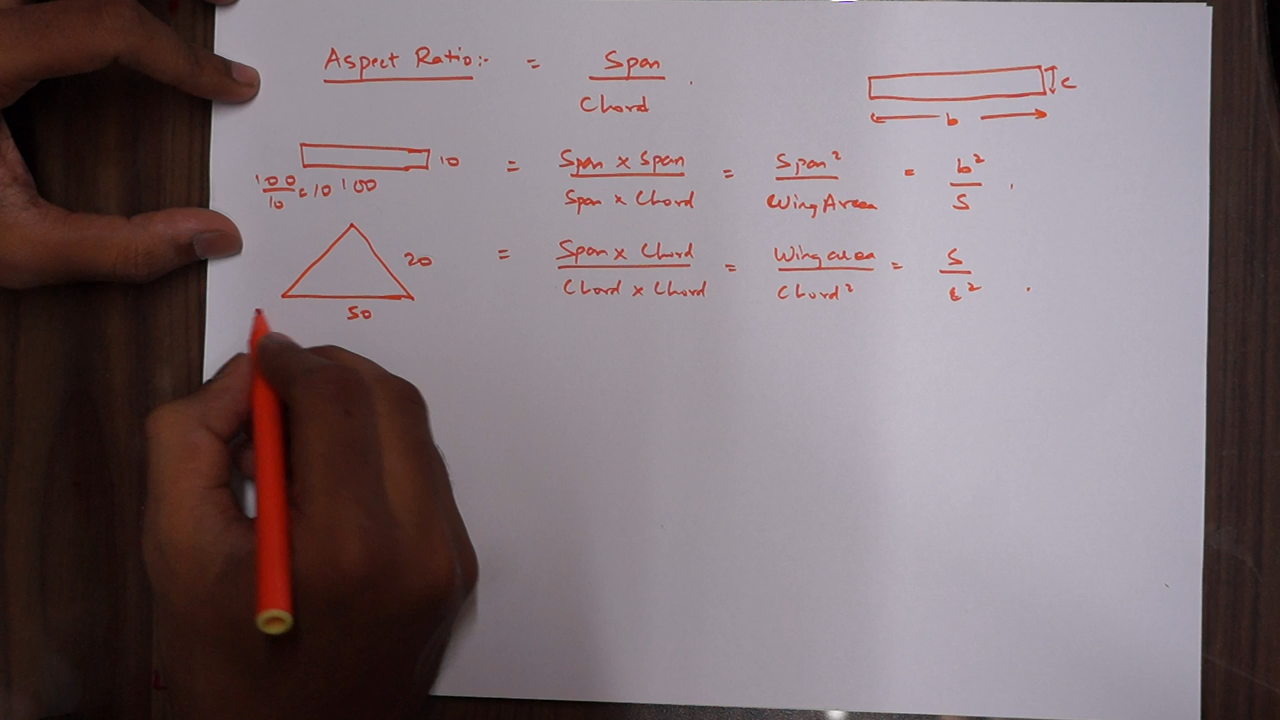 Aspect Ratio:- = Span / Chord .
b
c
10
100
100 / 10 = 10
= Span x Span / Span x Chord = Span² / Wing Area = b² / S .
20
50
= Span x Chord / Chord x Chord = Wing area / Chord² = S / c² .